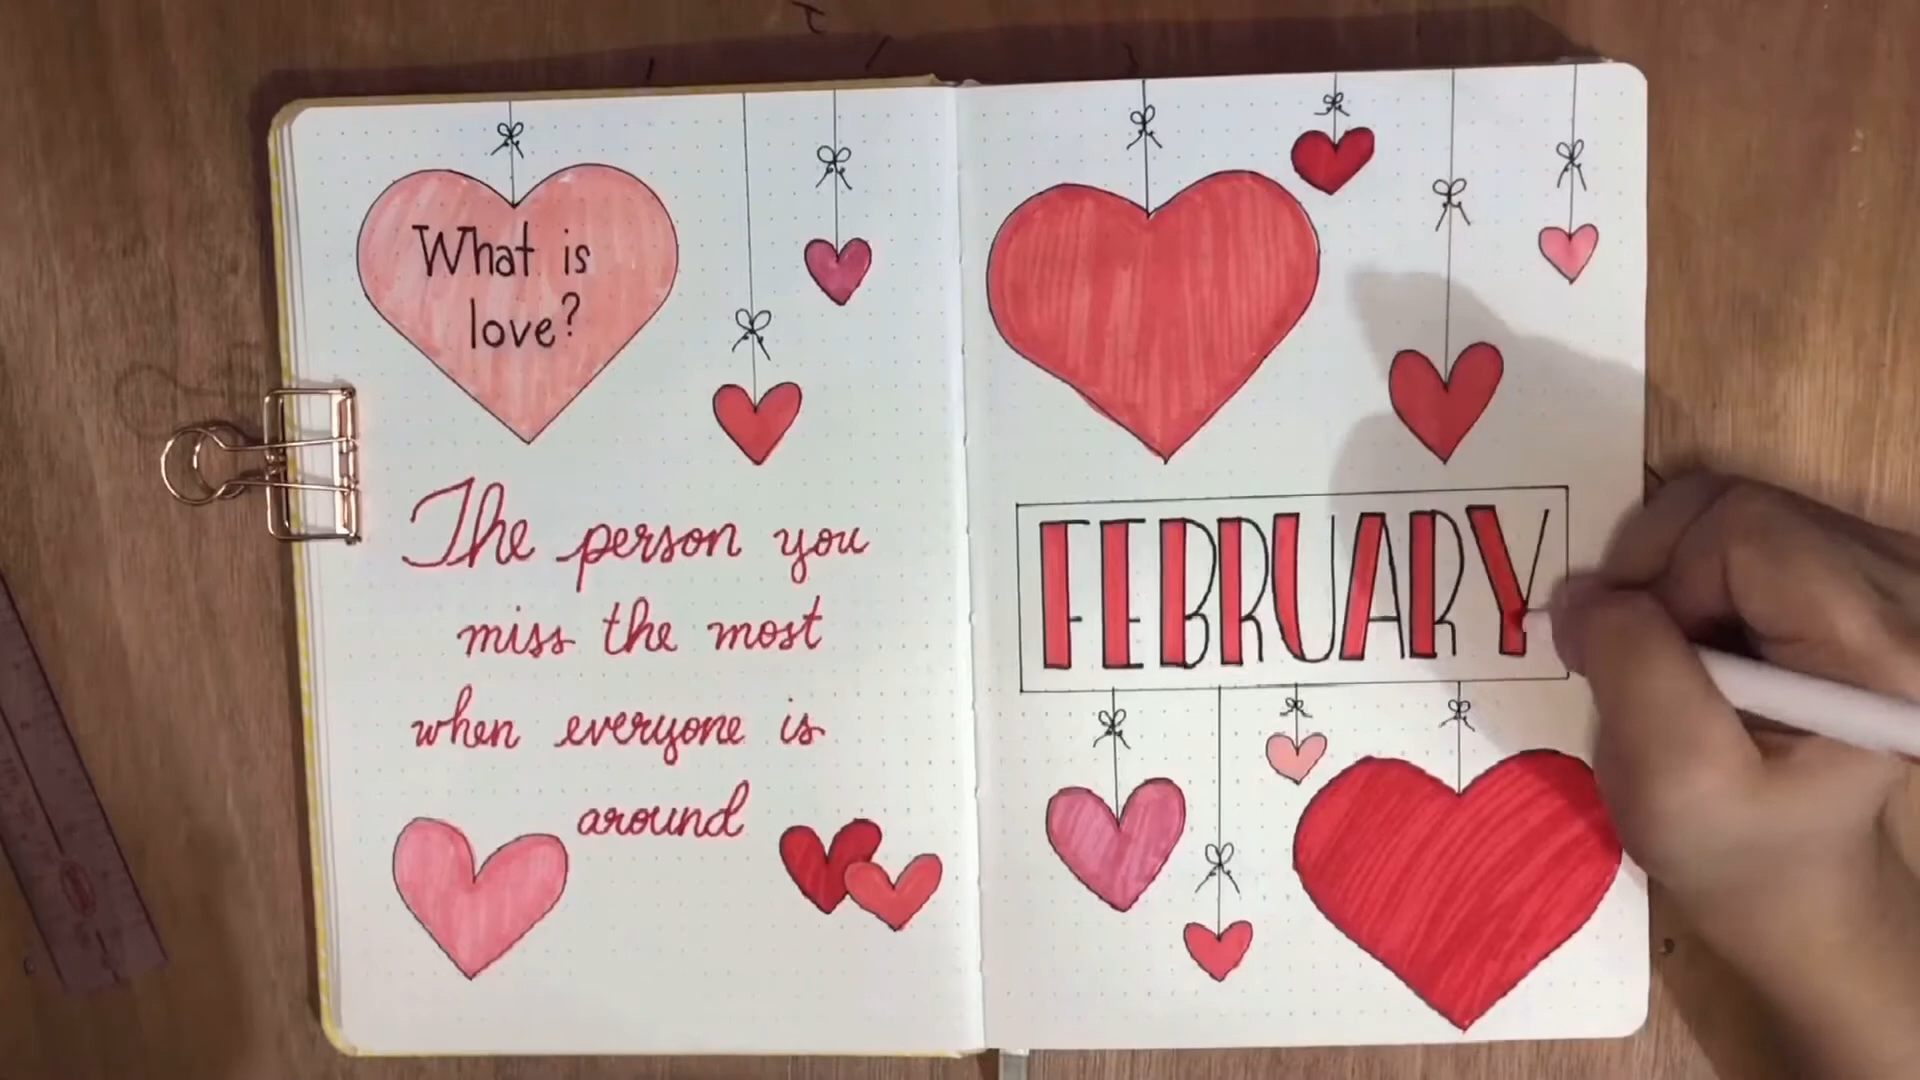 What is
love?
The person you
miss the most
when everyone is
around
FEBRUARY